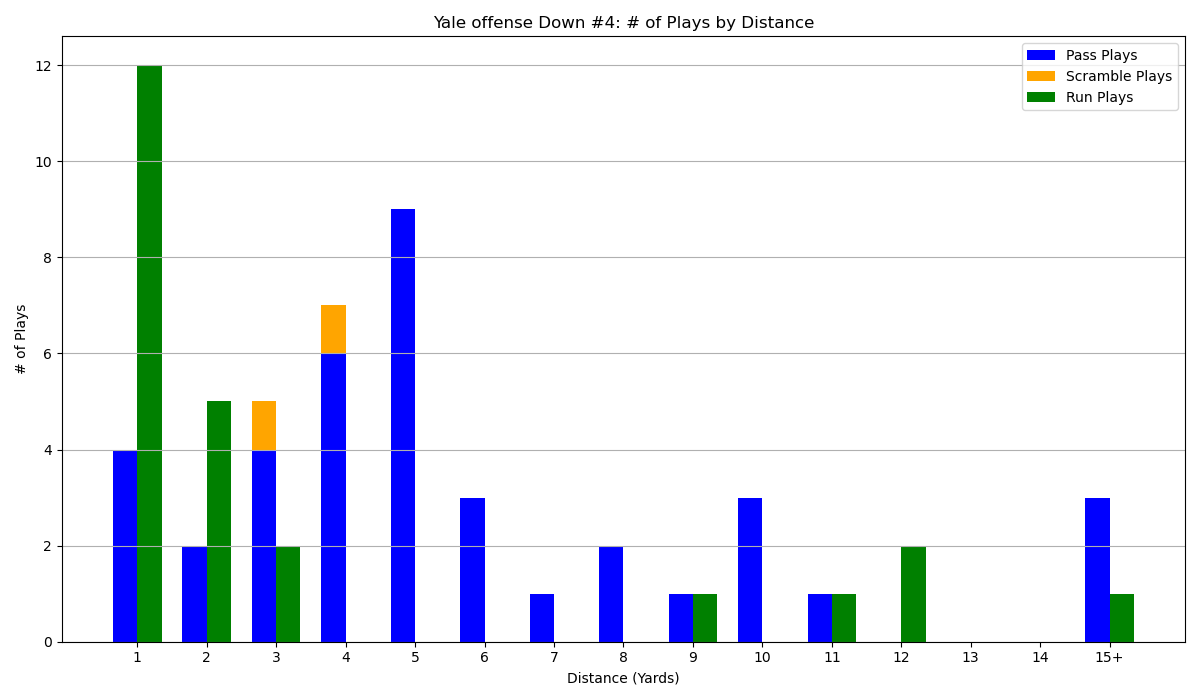 Yale offense Down #4: # of Plays by Distance
Pass Plays
Scramble Plays
Run Plays
12
10
8
6
4
2
0
# of Plays
1 2 3 4 5 6 7 8 9 10 11 12 13 14 15+
Distance (Yards)